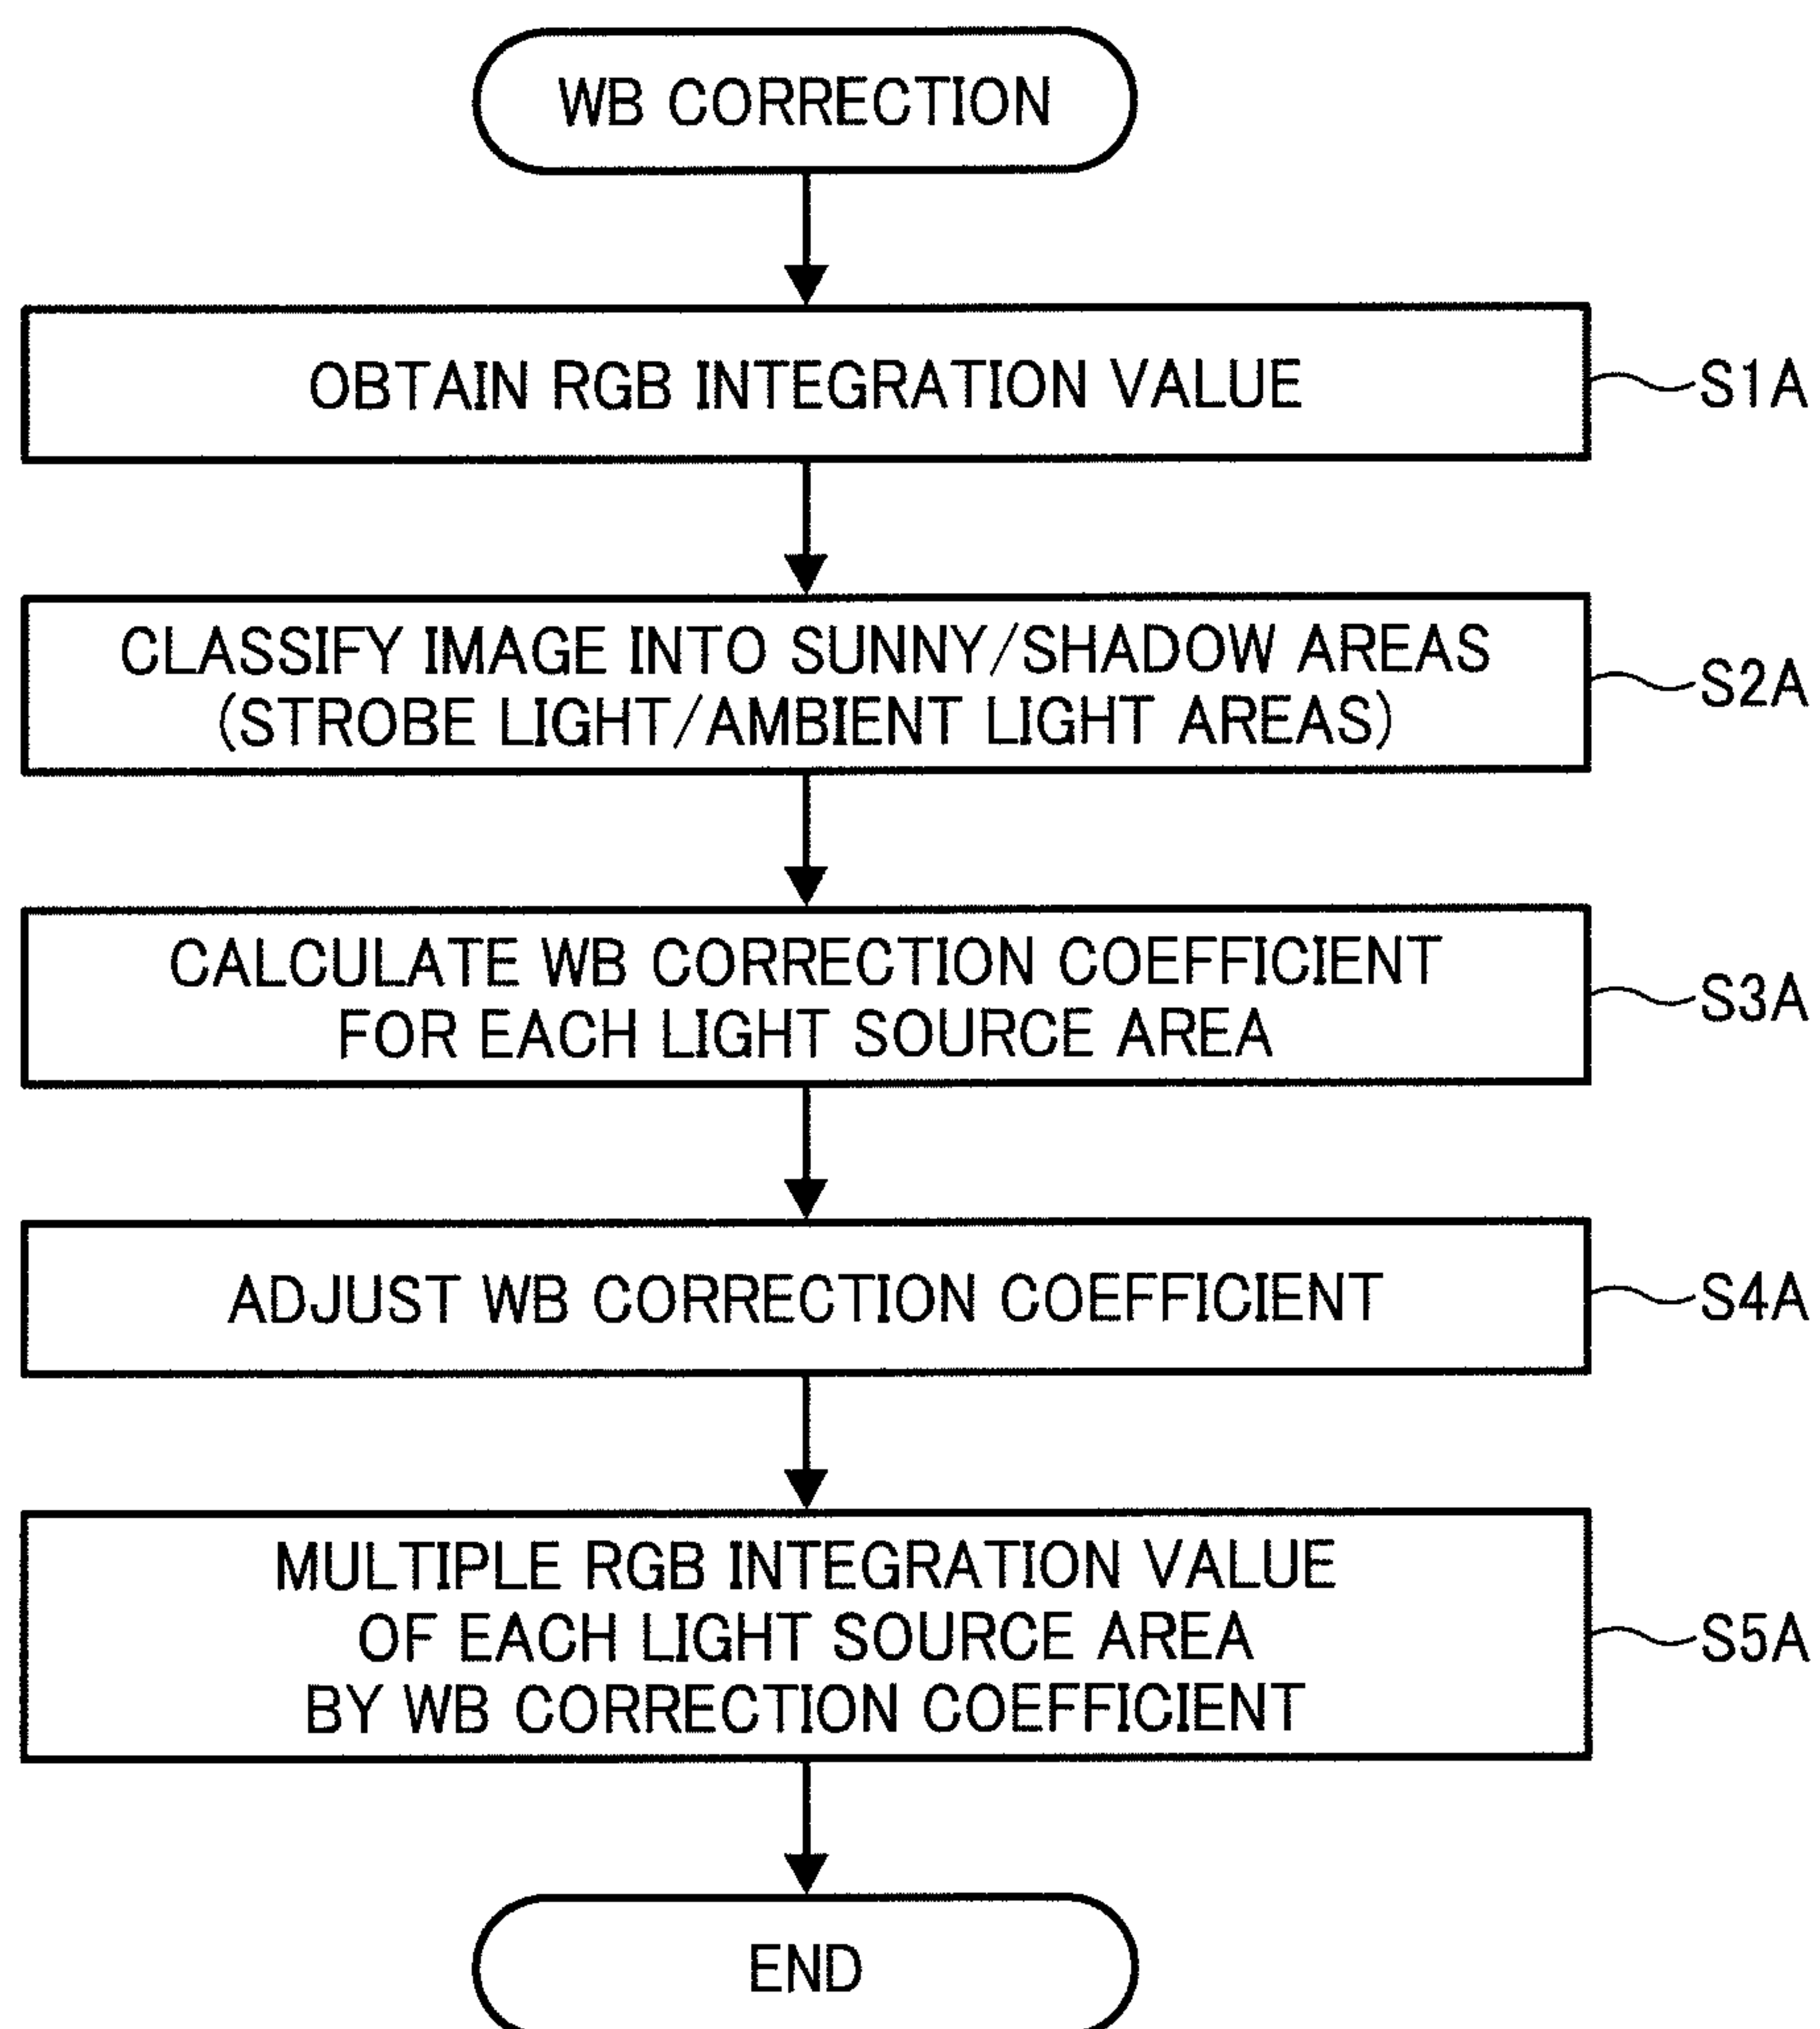 WB CORRECTION
OBTAIN RGB INTEGRATION VALUE
S1A
CLASSIFY IMAGE INTO SUNNY/SHADOW AREAS
(STROBE LIGHT/AMBIENT LIGHT AREAS)
S2A
CALCULATE WB CORRECTION COEFFICIENT
FOR EACH LIGHT SOURCE AREA
S3A
ADJUST WB CORRECTION COEFFICIENT
S4A
MULTIPLE RGB INTEGRATION VALUE
OF EACH LIGHT SOURCE AREA
BY WB CORRECTION COEFFICIENT
S5A
END